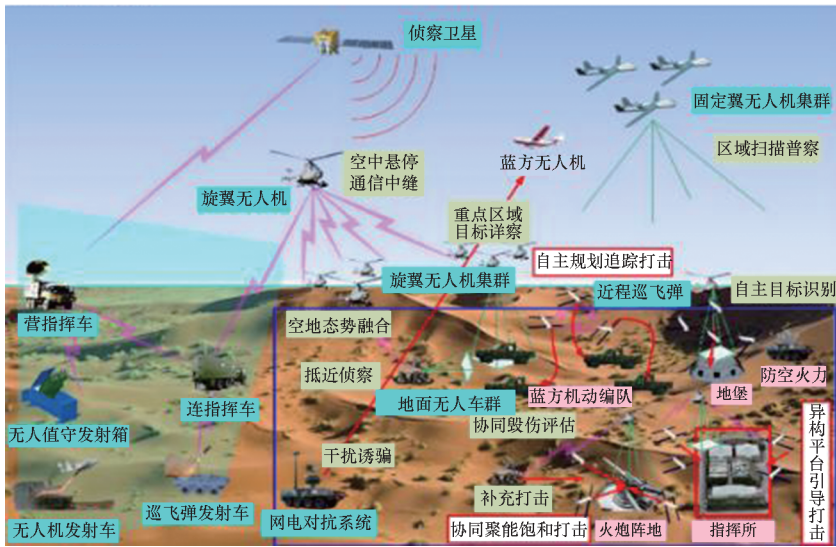 侦察卫星
固定翼无人机集群
区域扫描普察
蓝方无人机
空中悬停
通信中缝
旋翼无人机
重点区域
目标详察
自主规划追踪打击
旋翼无人机集群
近程巡飞弹
自主目标识别
营指挥车
空地态势融合
抵近侦察
连指挥车
地面无人车群
蓝方机动编队
地堡
防空火力
无人值守发射箱
协同毁伤评估
异构平台引导打击
干扰诱骗
补充打击
无人机发射车
巡飞弹发射车
网电对抗系统
协同聚能饱和打击
火炮阵地
指挥所